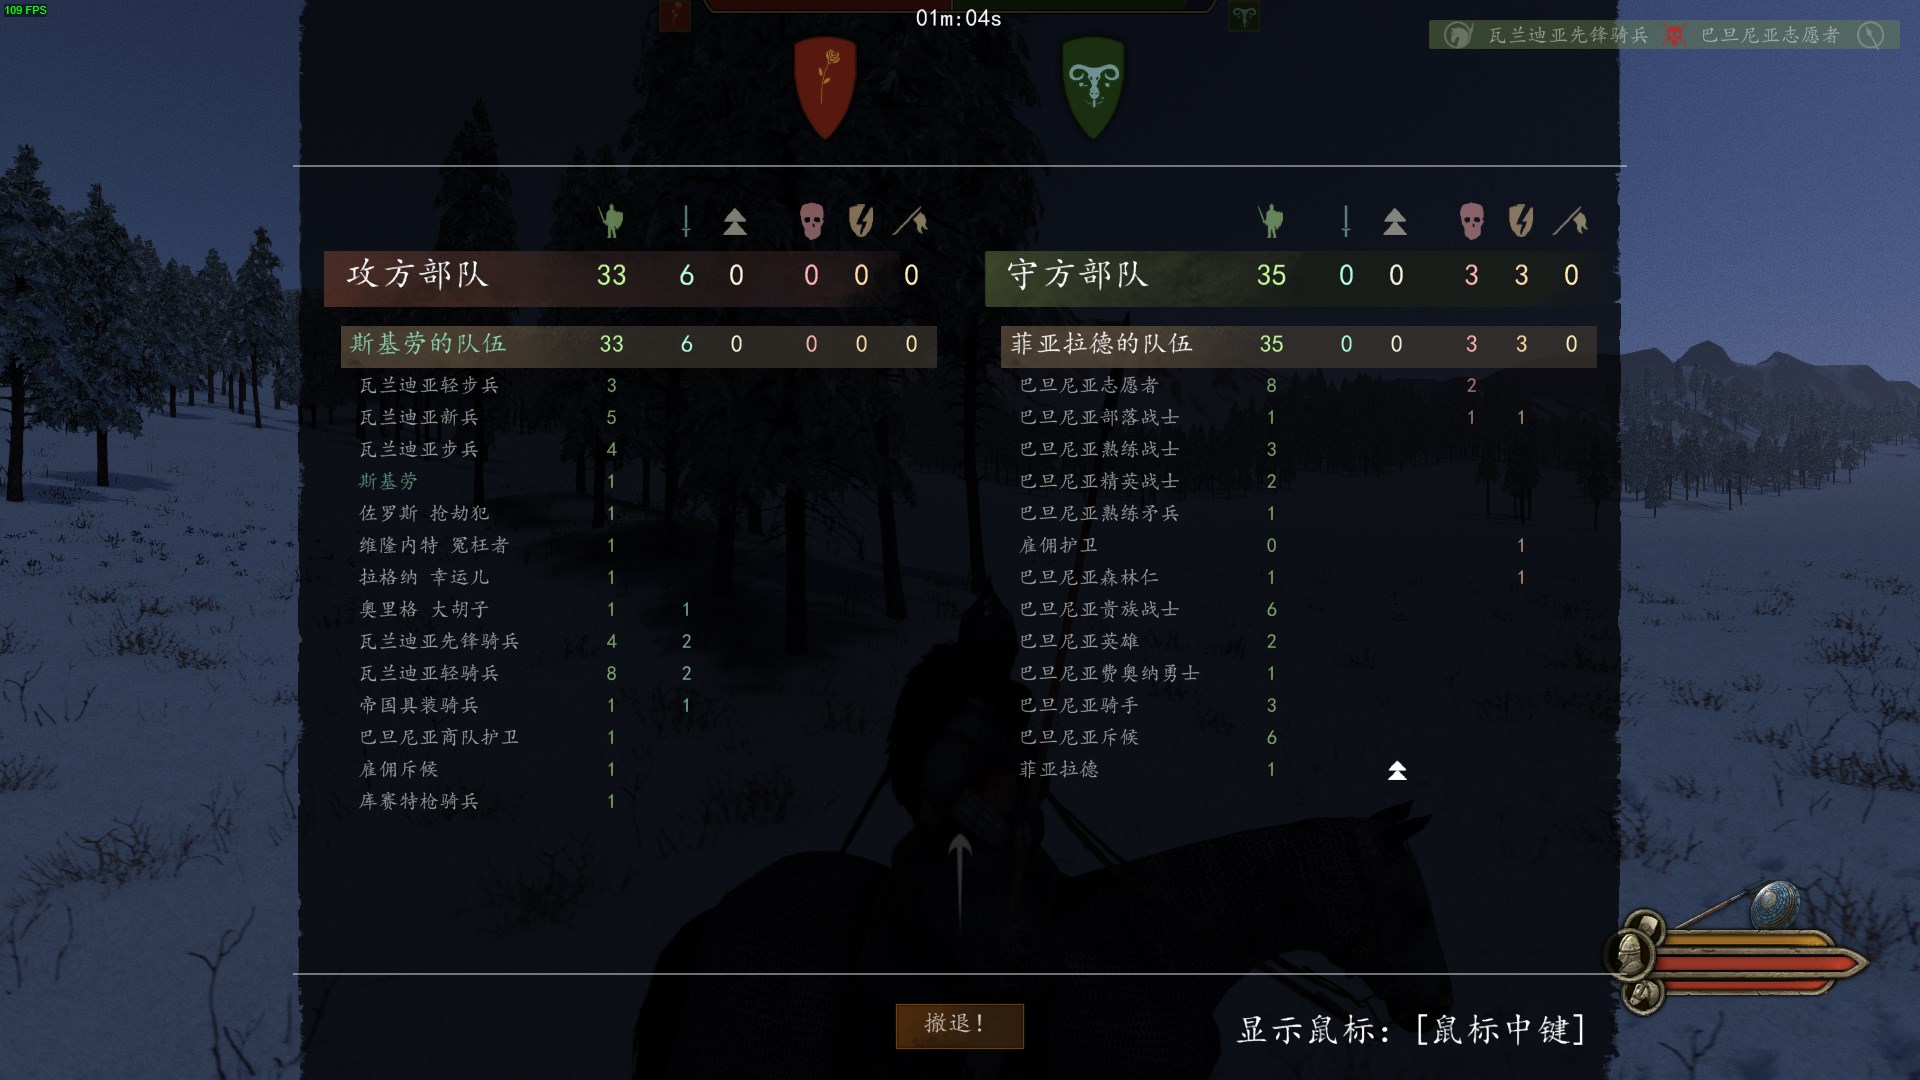 109 FPS
01m:04s
瓦兰迪亚先锋骑兵 巴旦尼亚志愿者
攻方部队 33 6 0 0 0 0
斯基劳的队伍 33 6 0 0 0 0
瓦兰迪亚轻步兵 3
瓦兰迪亚新兵 5
瓦兰迪亚步兵 4
斯基劳 1
佐罗斯 抢劫犯 1
维隆内特 冤枉者 1
拉格纳 幸运儿 1
奥里格 大胡子 1 1
瓦兰迪亚先锋骑兵 4 2
瓦兰迪亚轻骑兵 8 2
帝国具装骑兵 1 1
巴旦尼亚商队护卫 1
雇佣斥候 1
库赛特枪骑兵 1
守方部队 35 0 0 3 3 0
菲亚拉德的队伍 35 0 0 3 3 0
巴旦尼亚志愿者 8 2
巴旦尼亚部落战士 1 1 1
巴旦尼亚熟练战士 3
巴旦尼亚精英战士 2
巴旦尼亚熟练矛兵 1
雇佣护卫 0 1
巴旦尼亚森林仁 1 1
巴旦尼亚贵族战士 6
巴旦尼亚英雄 2
巴旦尼亚费奥纳勇士 1
巴旦尼亚骑手 3
巴旦尼亚斥候 6
菲亚拉德 1
撤退！
显示鼠标：[鼠标中键]